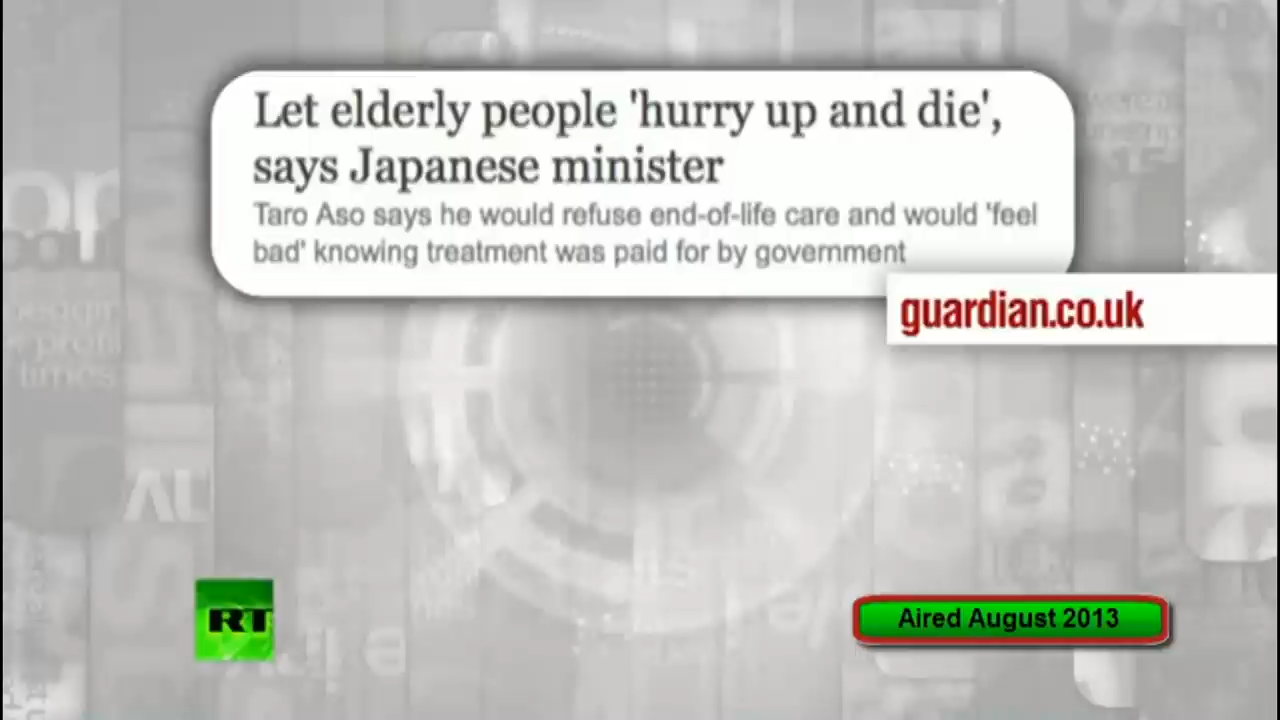 Let elderly people 'hurry up and die',
says Japanese minister
Taro Aso says he would refuse end-of-life care and would 'feel
bad' knowing treatment was paid for by government
guardian.co.uk
times
RT
Aired August 2013